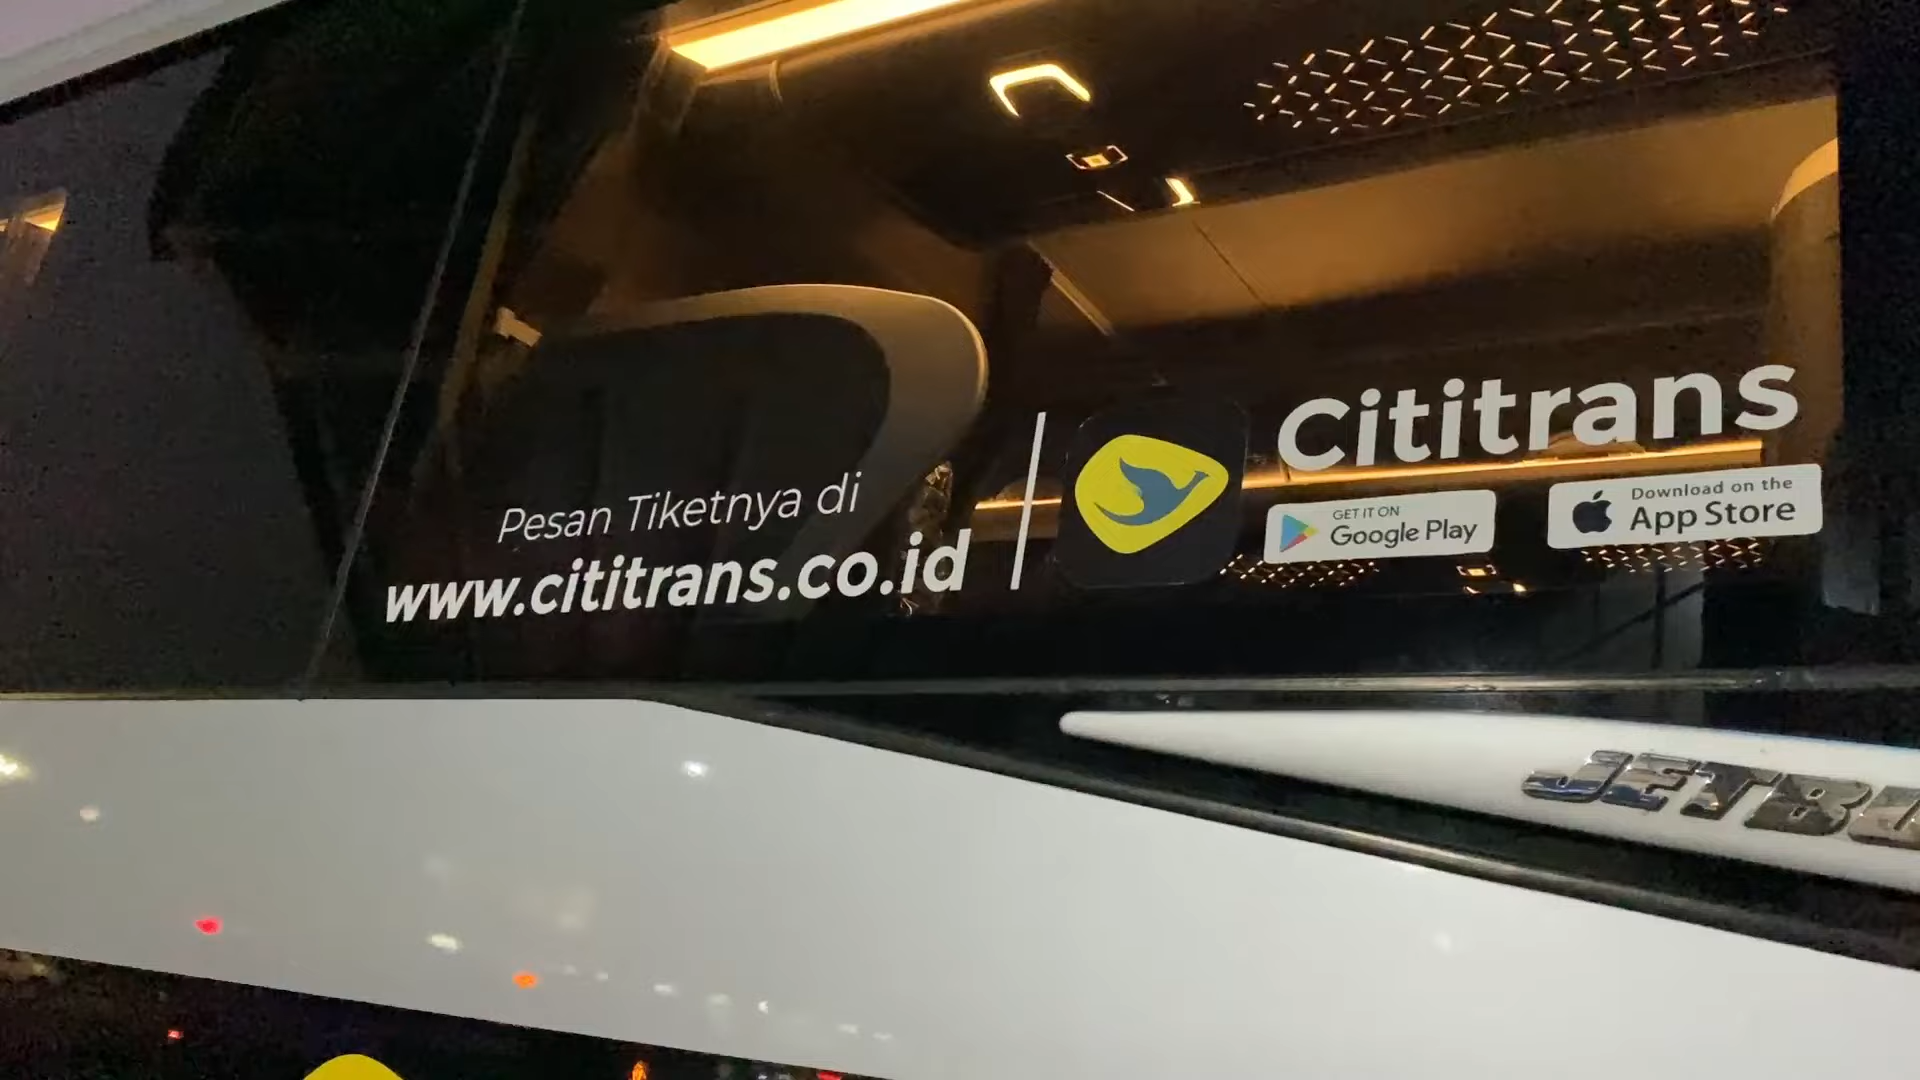 Pesan Tiketnya di
www.cititrans.co.id
Cititrans
GET IT ON
Google Play
Download on the
App Store